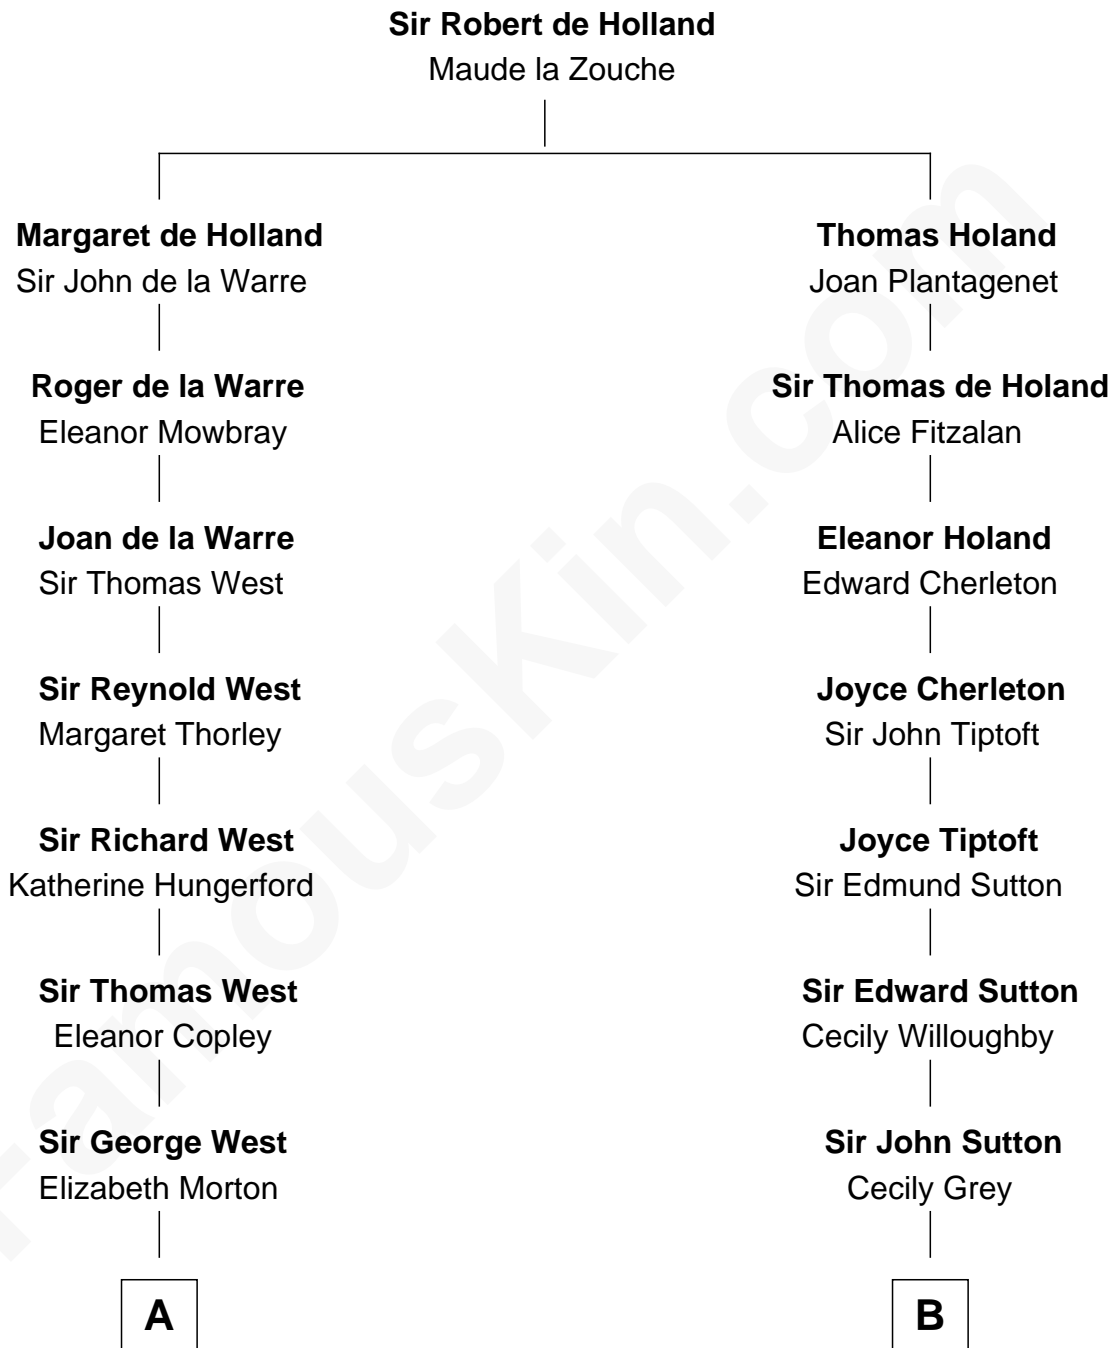 Sir Robert de Holland
Maude la Zouche
Margaret de Holland
Sir John de la Warre
Thomas Holand
Joan Plantagenet
Roger de la Warre
Eleanor Mowbray
Sir Thomas de Holand
Alice Fitzalan
Joan de la Warre
Sir Thomas West
Eleanor Holand
Edward Cherleton
Sir Reynold West
Margaret Thorley
Joyce Cherleton
Sir John Tiptoft
Sir Richard West
Katherine Hungerford
Joyce Tiptoft
Sir Edmund Sutton
Sir Thomas West
Eleanor Copley
Sir Edward Sutton
Cecily Willoughby
Sir George West
Elizabeth Morton
Sir John Sutton
Cecily Grey
A
B
FamousKin.com